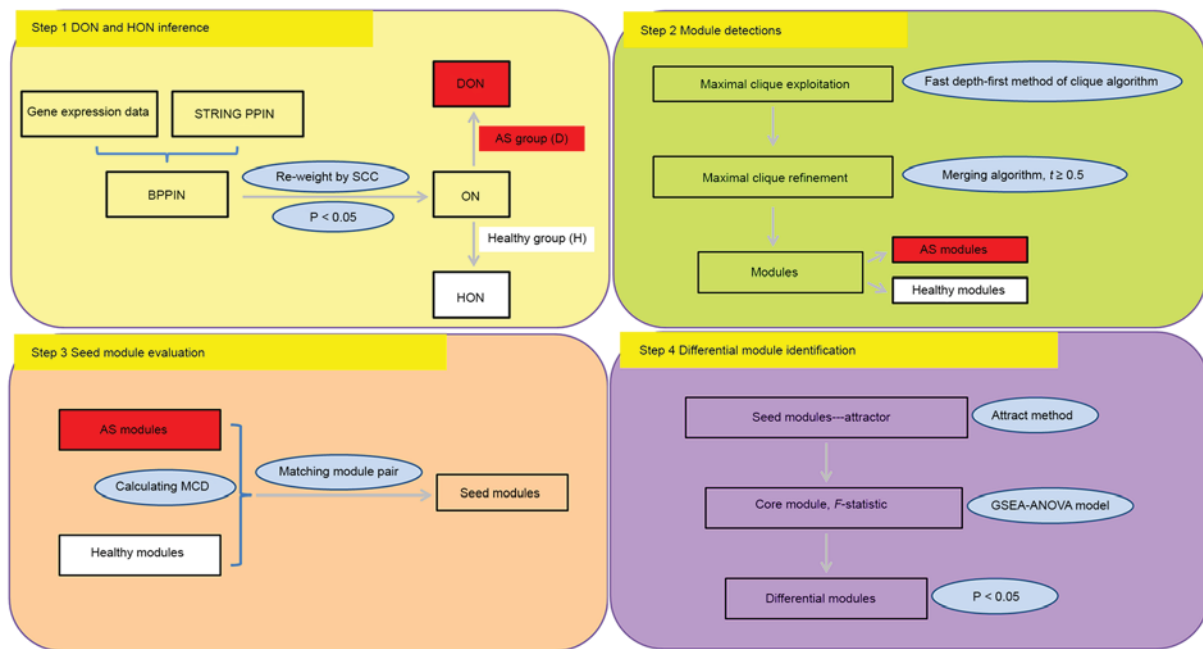 Step 1 DON and HON inference
DON
Gene expression data
STRING PPIN
AS group (D)
Re-weight by SCC
BPPIN
ON
P < 0.05
Healthy group (H)
HON
Step 2 Module detections
Maximal clique exploitation
Fast depth-first method of clique algorithm
Maximal clique refinement
Merging algorithm, t ≥ 0.5
AS modules
Modules
Healthy modules
Step 3 Seed module evaluation
AS modules
Matching module pair
Calculating MCD
Seed modules
Healthy modules
Step 4 Differential module identification
Seed modules---attractor
Attract method
Core module, F-statistic
GSEA-ANOVA model
Differential modules
P < 0.05